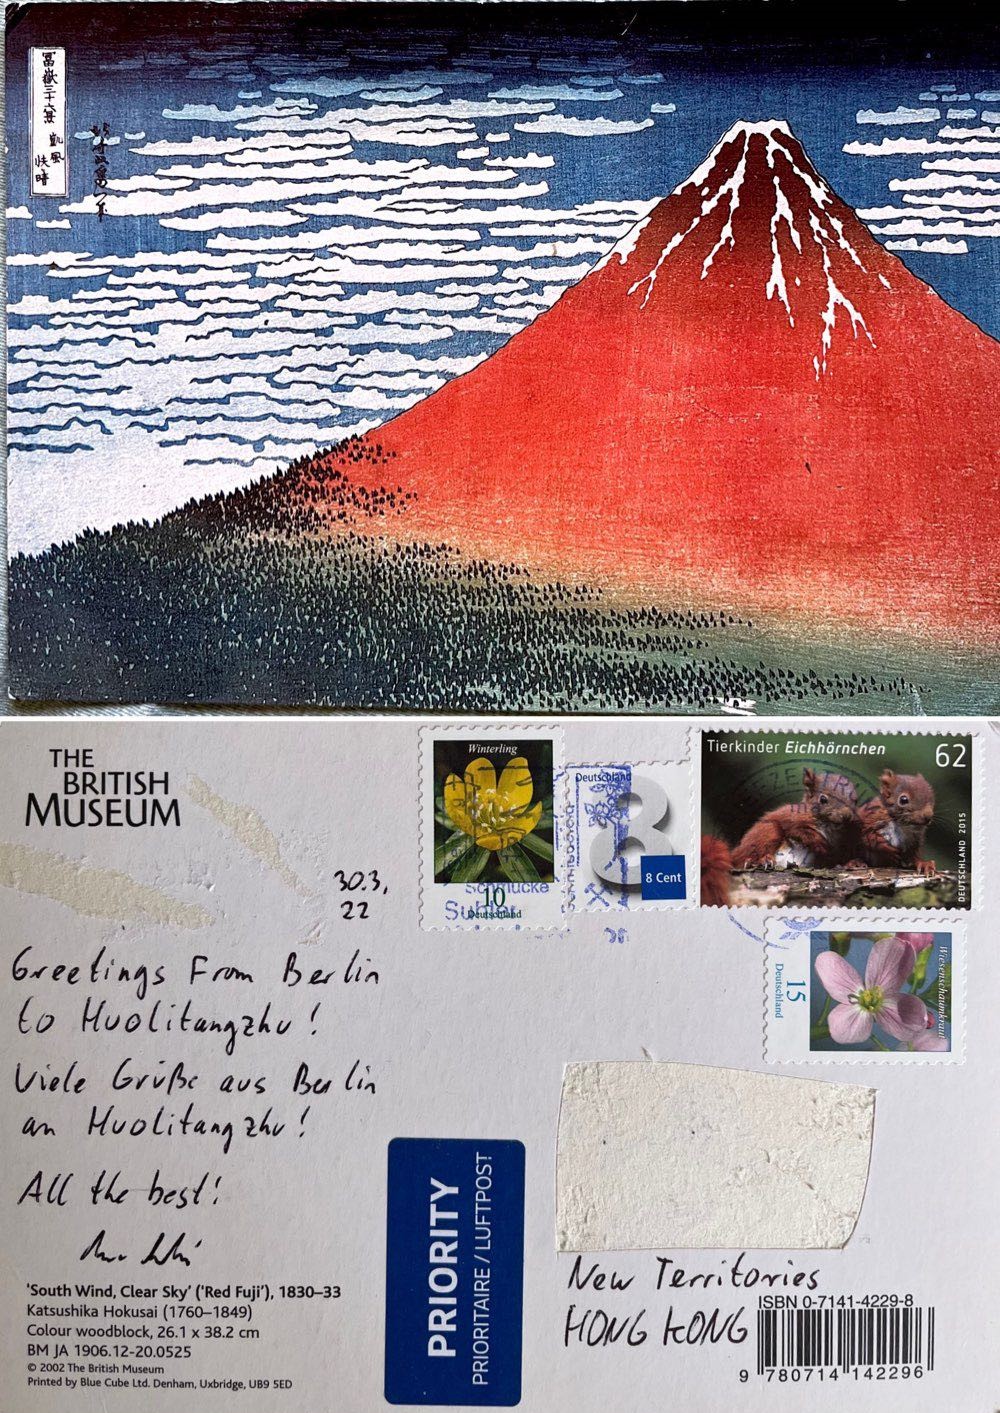 冨嶽三十六景 凱風
快晴
北斎改為一筆
THE
BRITISH
MUSEUM
Winterling
10
Deutschland
Deutschland
8
8 Cent
Tierkinder Eichhörnchen
62
DEUTSCHLAND 2015
15
Deutschland
Wiesenschaumkraut
Schmucke
30.3.
22
Greetings From Berlin
to Huolitangzhu!
Viele Grüße aus Berlin
an Huolitangzhu!
All the best!
'South Wind, Clear Sky' ('Red Fuji'), 1830–33
Katsushika Hokusai (1760–1849)
Colour woodblock, 26.1 x 38.2 cm
BM JA 1906.12-20.0525
© 2002 The British Museum
Printed by Blue Cube Ltd. Denham, Uxbridge, UB9 5ED
PRIORITY
PRIORITAIRE / LUFTPOST
New Territories
HONG KONG
ISBN 0-7141-4229-8
9 780714 142296